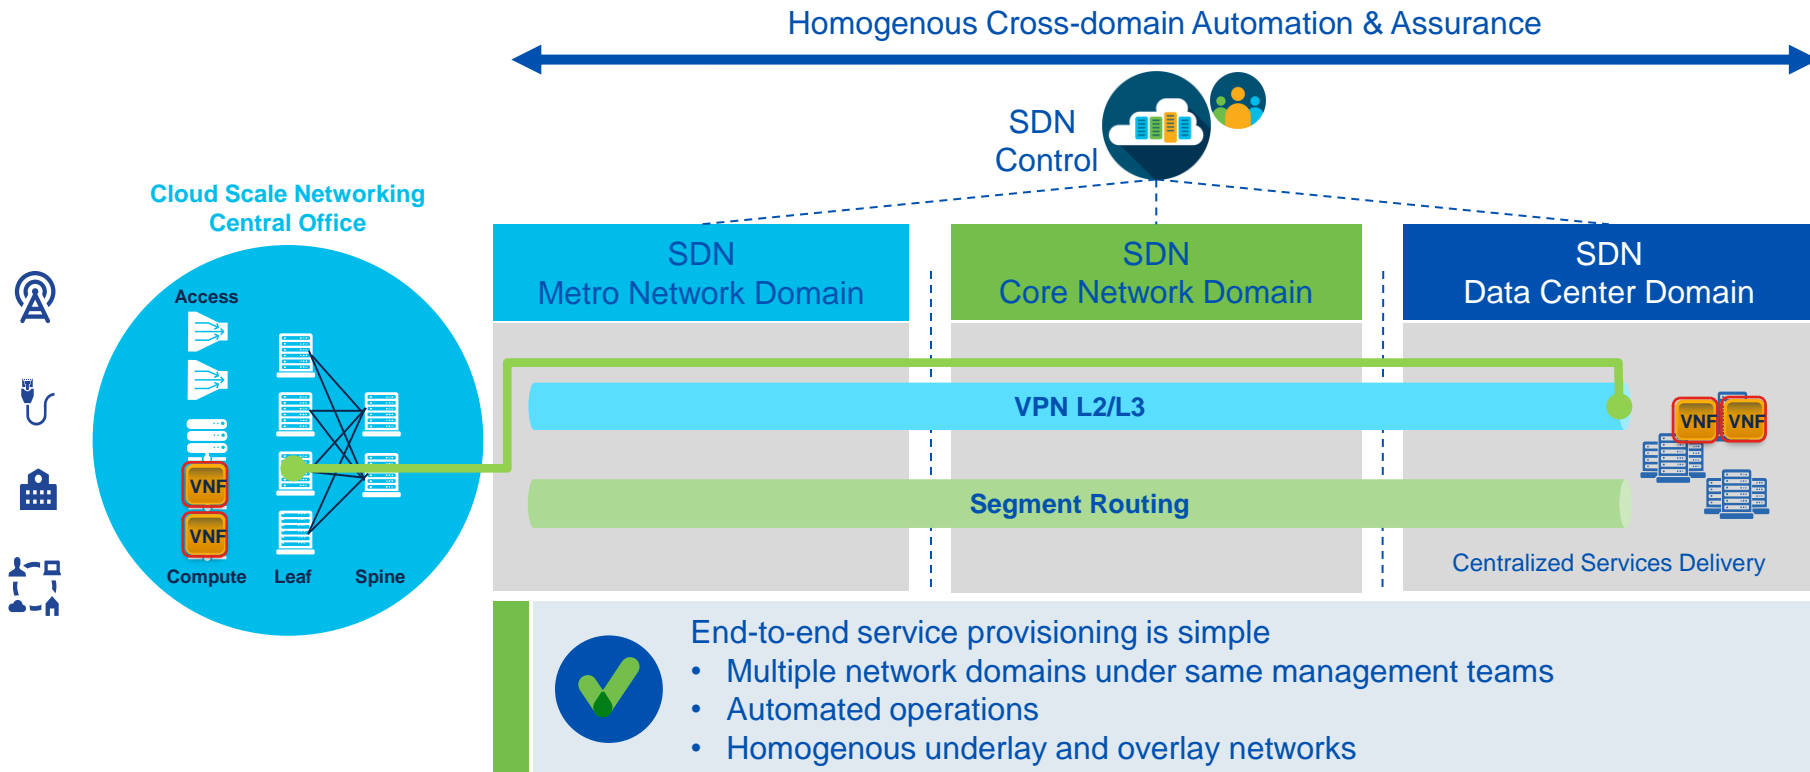 Homogenous Cross-domain Automation & Assurance
SDN
Control
Cloud Scale Networking
Central Office
SDN
Metro Network Domain
SDN
Core Network Domain
SDN
Data Center Domain
Access
VPN L2/L3
VNF
VNF
VNF
VNF
Segment Routing
Compute
Leaf
Spine
Centralized Services Delivery
End-to-end service provisioning is simple
• Multiple network domains under same management teams
• Automated operations
• Homogenous underlay and overlay networks